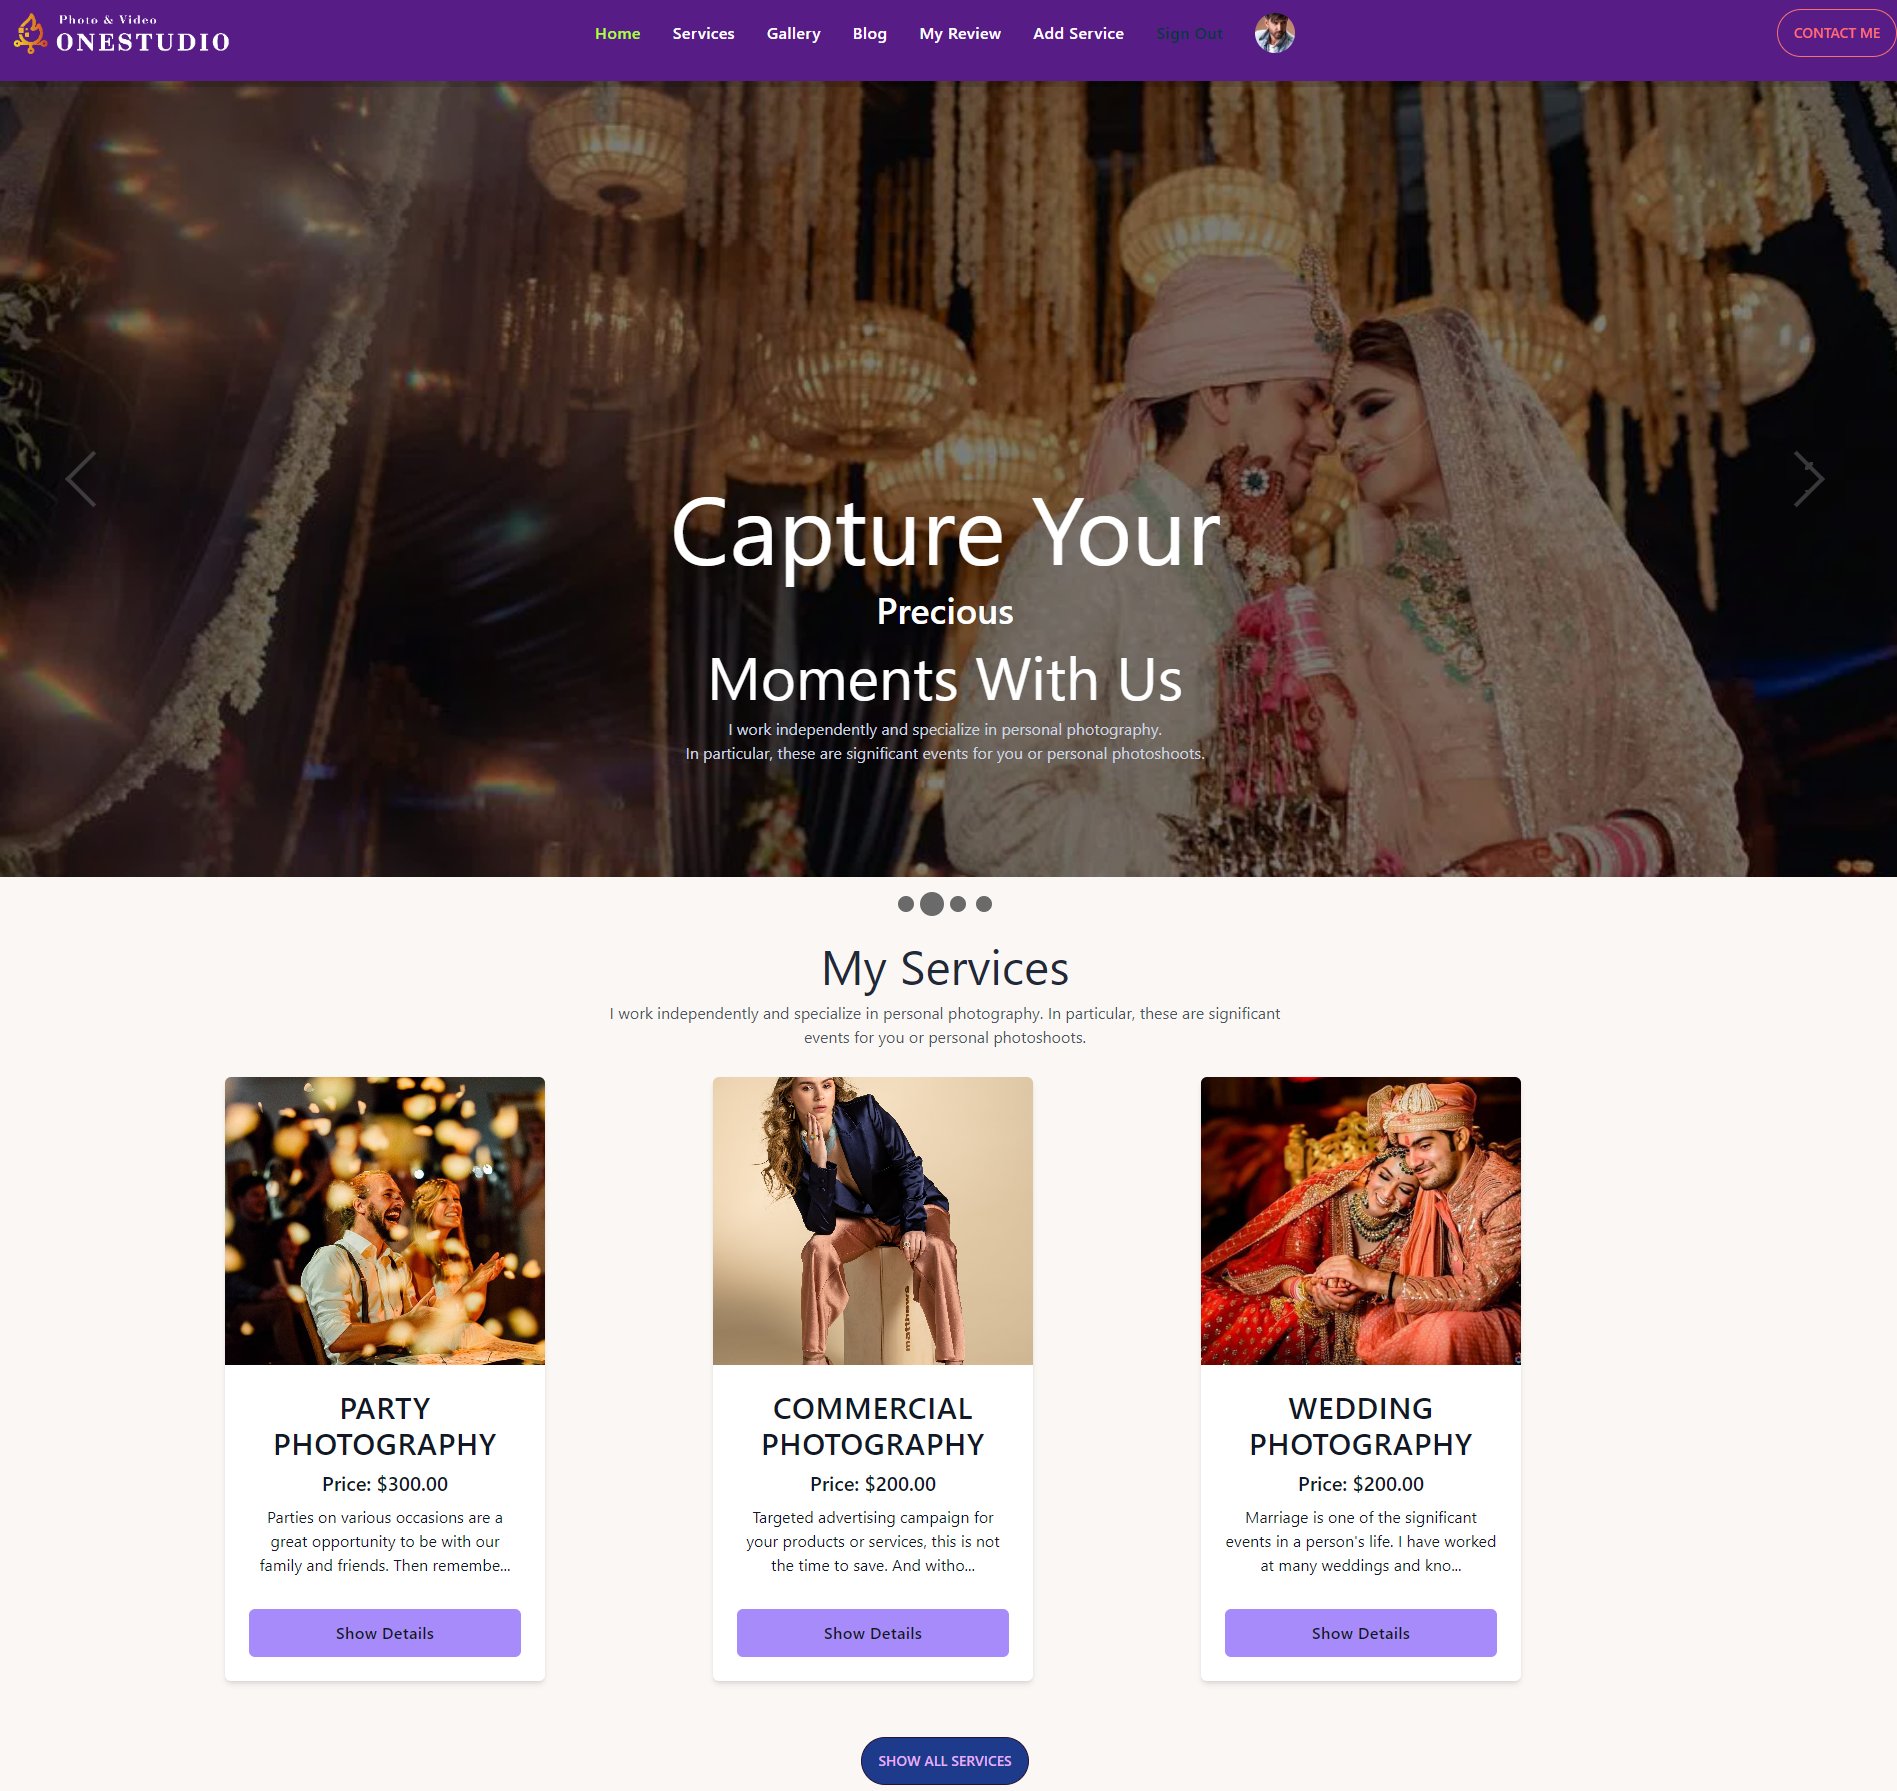 Photo & Video
ONESTUDIO
Home
Services
Gallery
Blog
My Review
Add Service
Sign Out
CONTACT ME
Capture Your
Precious
Moments With Us
I work independently and specialize in personal photography.
In particular, these are significant events for you or personal photoshoots.
My Services
I work independently and specialize in personal photography. In particular, these are significant
events for you or personal photoshoots.
matthewa
PARTY
PHOTOGRAPHY
Price: $300.00
Parties on various occasions are a
great opportunity to be with our
family and friends. Then remembe...
Show Details
COMMERCIAL
PHOTOGRAPHY
Price: $200.00
Targeted advertising campaign for
your products or services, this is not
the time to save. And witho...
Show Details
WEDDING
PHOTOGRAPHY
Price: $200.00
Marriage is one of the significant
events in a person's life. I have worked
at many weddings and kno...
Show Details
SHOW ALL SERVICES